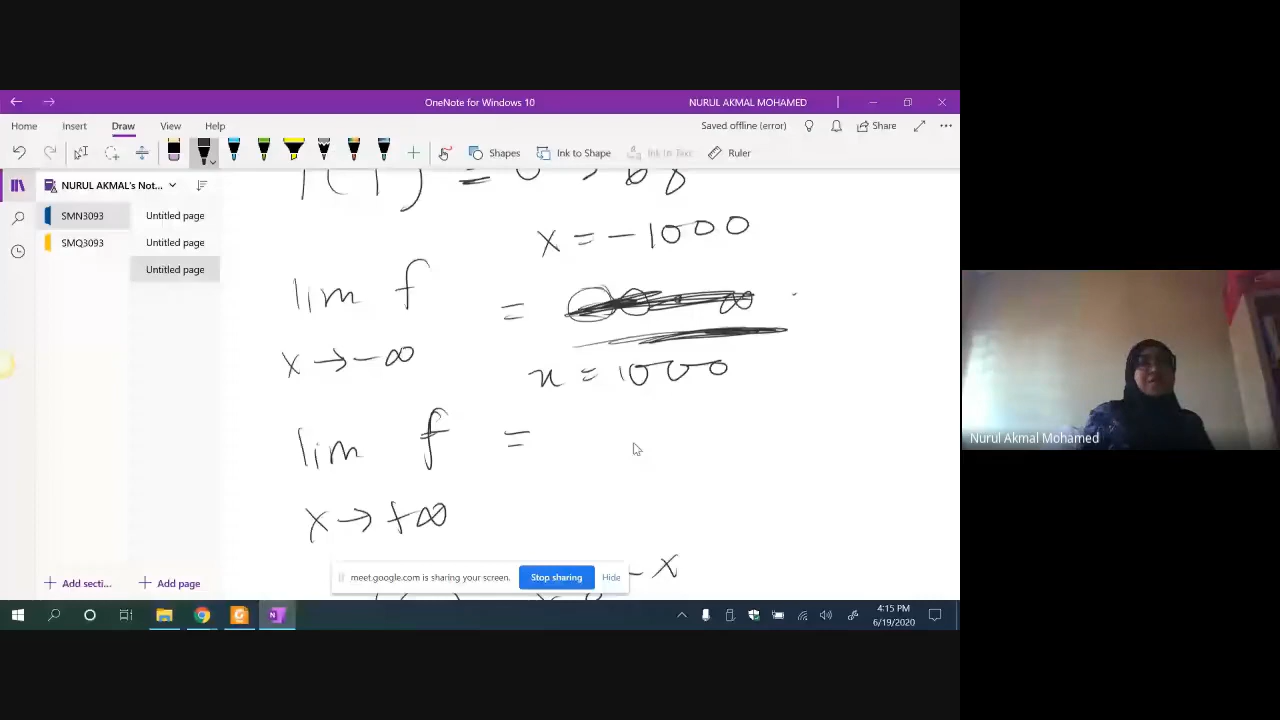 OneNote for Windows 10
NURUL AKMAL MOHAMED
Home Insert Draw View Help
Saved offline (error)
Share
Shapes
Ink to Shape
Ink to Text
Ruler
NURUL AKMAL's Not...
SMN3093
SMQ3093
Untitled page
Untitled page
Untitled page
x = -1000
lim f =
x → -∞
x = 1000
lim f =
x → +∞
- x
Add secti...
Add page
meet.google.com is sharing your screen.
Stop sharing
Hide
4:15 PM
6/19/2020
Nurul Akmal Mohamed